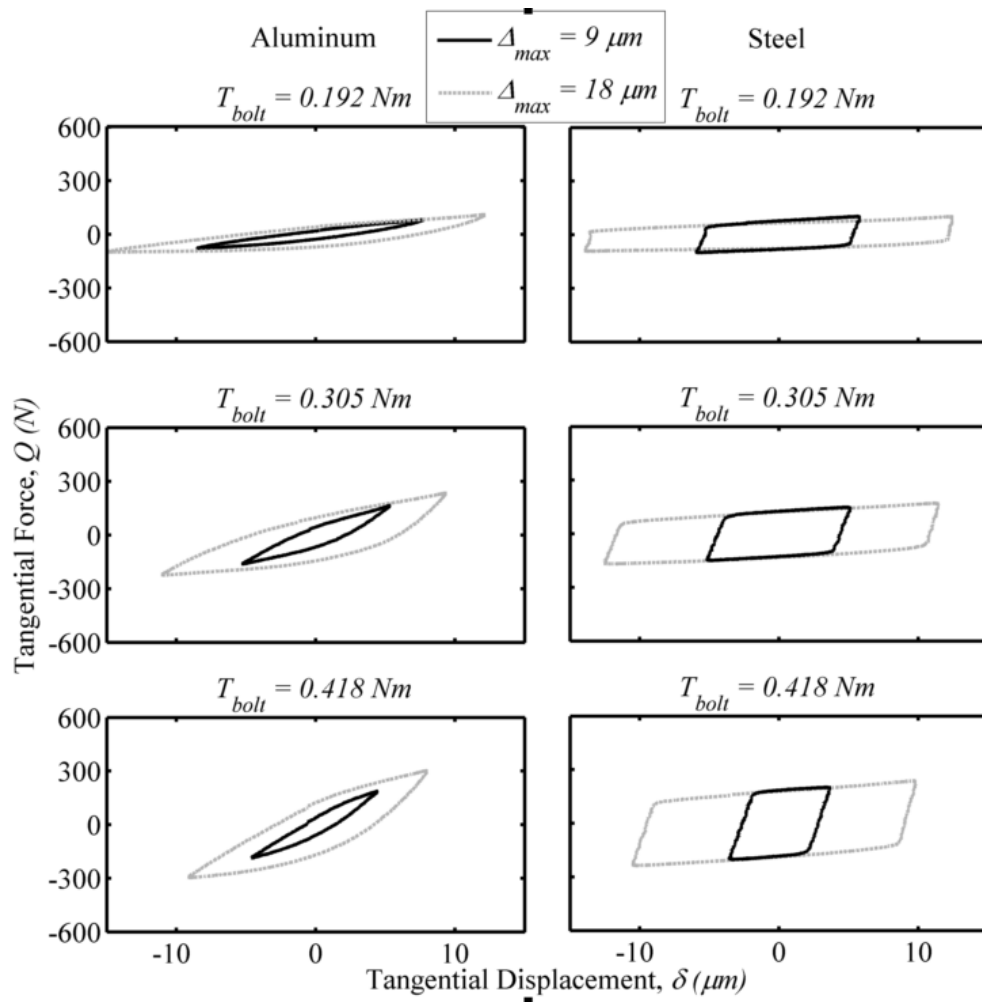 Aluminum
Δmax = 9 μm
Δmax = 18 μm
Steel
Tbolt = 0.192 Nm
Tbolt = 0.192 Nm
600
300
0
-300
-600
Tbolt = 0.305 Nm
Tbolt = 0.305 Nm
600
300
0
-300
-600
Tangential Force, Q (N)
Tbolt = 0.418 Nm
Tbolt = 0.418 Nm
600
300
0
-300
-600
-10 0 10
-10 0 10
Tangential Displacement, δ (μm)